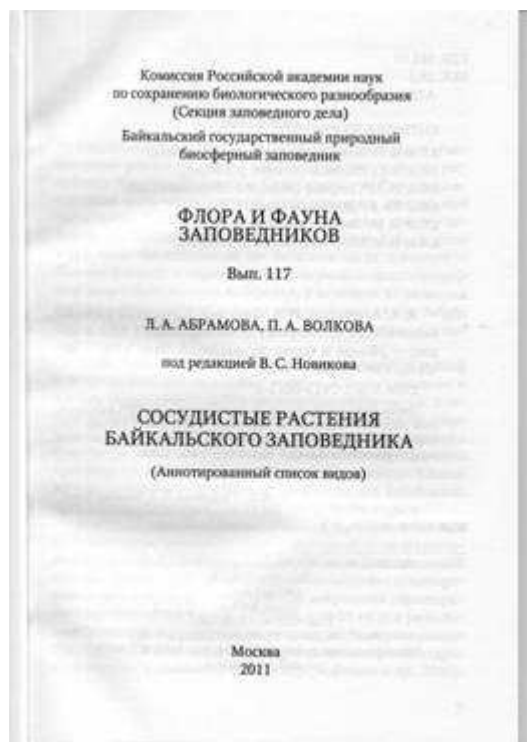 Комиссия Российской академии наук
по сохранению биологического разнообразия
(Секция заповедного дела)
Байкальский государственный природный
биосферный заповедник
ФЛОРА И ФАУНА
ЗАПОВЕДНИКОВ
Вып. 117
Л. А. АБРАМОВА, П. А. ВОЛКОВА
под редакцией В. С. Новикова
СОСУДИСТЫЕ РАСТЕНИЯ
БАЙКАЛЬСКОГО ЗАПОВЕДНИКА
(Аннотированный список видов)
Москва
2011